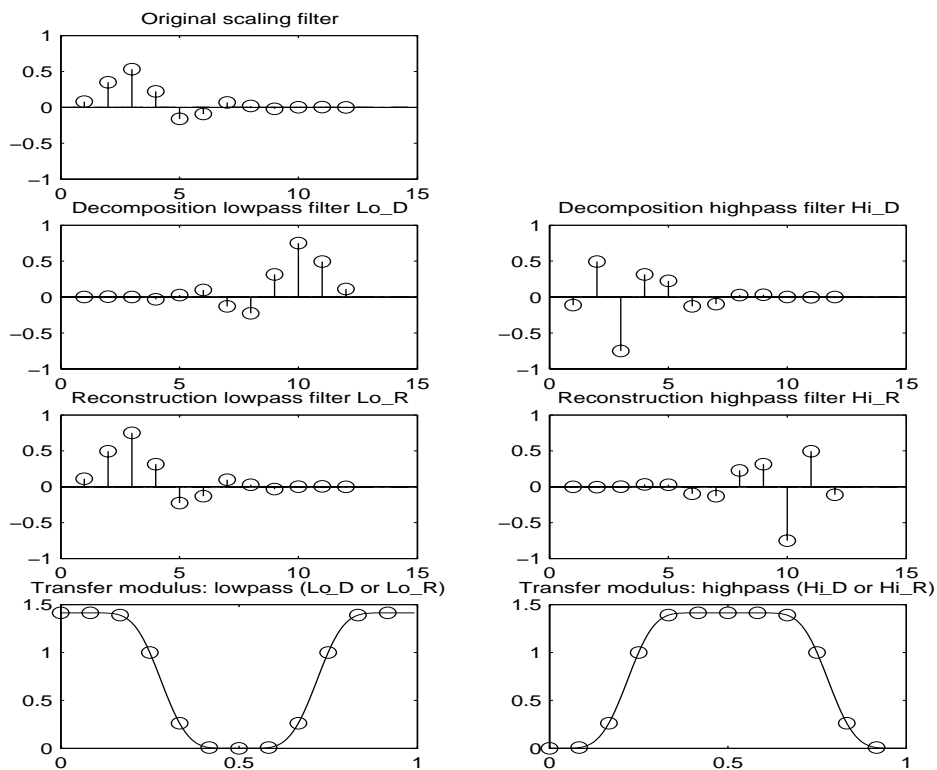 Original scaling filter
1
0.5
0
−0.5
−1
0 5 10 15
Decomposition lowpass filter Lo_D
1
0.5
0
−0.5
−1
0 5 10 15
Decomposition highpass filter Hi_D
1
0.5
0
−0.5
−1
0 5 10 15
Reconstruction lowpass filter Lo_R
1
0.5
0
−0.5
−1
0 5 10 15
Reconstruction highpass filter Hi_R
1
0.5
0
−0.5
−1
0 5 10 15
Transfer modulus: lowpass (Lo_D or Lo_R)
1.5
1
0.5
0
0 0.5 1
Transfer modulus: highpass (Hi_D or Hi_R)
1.5
1
0.5
0
0 0.5 1